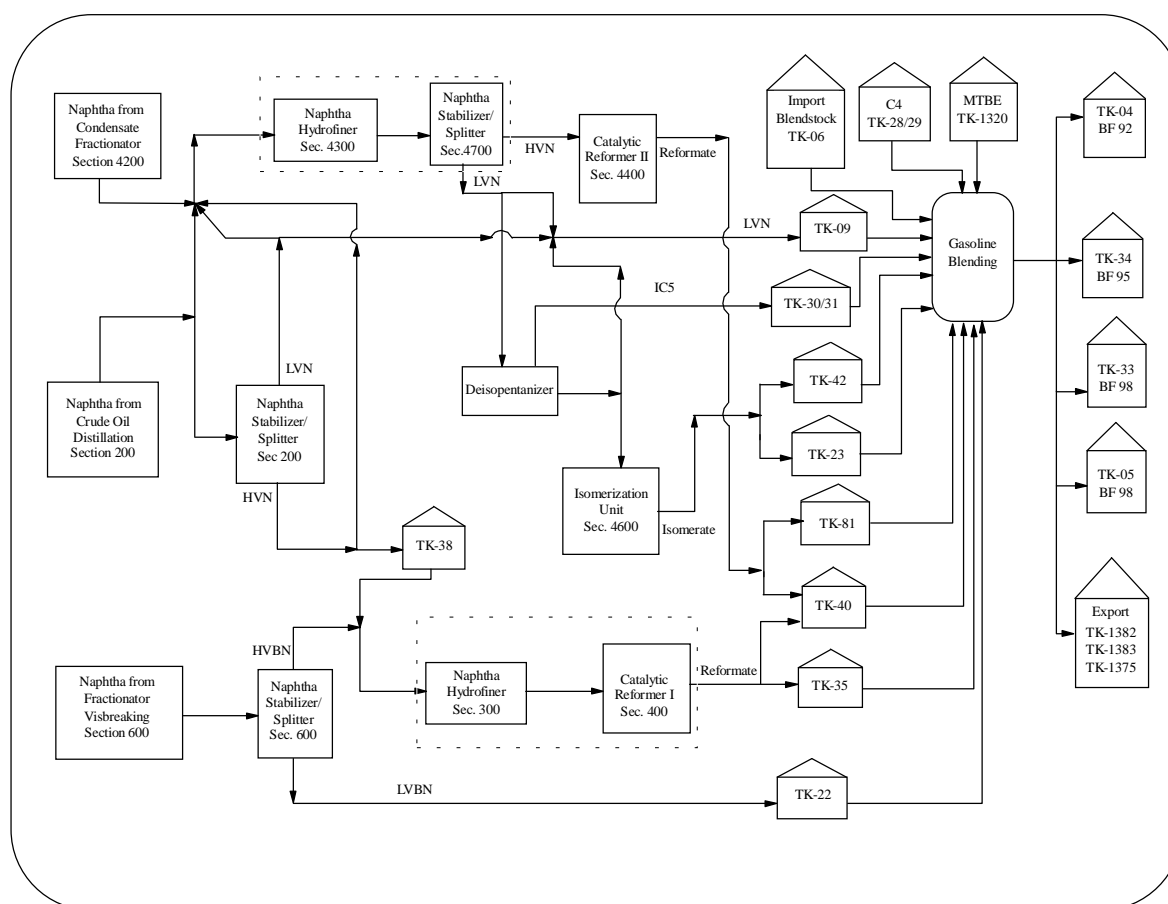 Naphtha from
Condensate
Fractionator
Section 4200
Naphtha
Hydrofiner
Sec. 4300
Naphtha
Stabilizer/
Splitter
Sec.4700
HVN
LVN
Catalytic
Reformer II
Sec. 4400
Reformate
Import
Blendstock
TK-06
C4
TK-28/29
MTBE
TK-1320
TK-04
BF 92
LVN
TK-09
Gasoline
Blending
TK-34
BF 95
IC5
TK-30/31
Naphtha from
Crude Oil
Distillation
Section 200
LVN
Naphtha
Stabilizer/
Splitter
Sec 200
HVN
Deisopentanizer
TK-42
TK-33
BF 98
TK-23
Isomerization
Unit
Sec. 4600
Isomerate
TK-05
BF 98
TK-81
TK-38
TK-40
Export
TK-1382
TK-1383
TK-1375
HVBN
Naphtha from
Fractionator
Visbreaking
Section 600
Naphtha
Stabilizer/
Splitter
Sec. 600
Naphtha
Hydrofiner
Sec. 300
Catalytic
Reformer I
Sec. 400
Reformate
TK-35
LVBN
TK-22